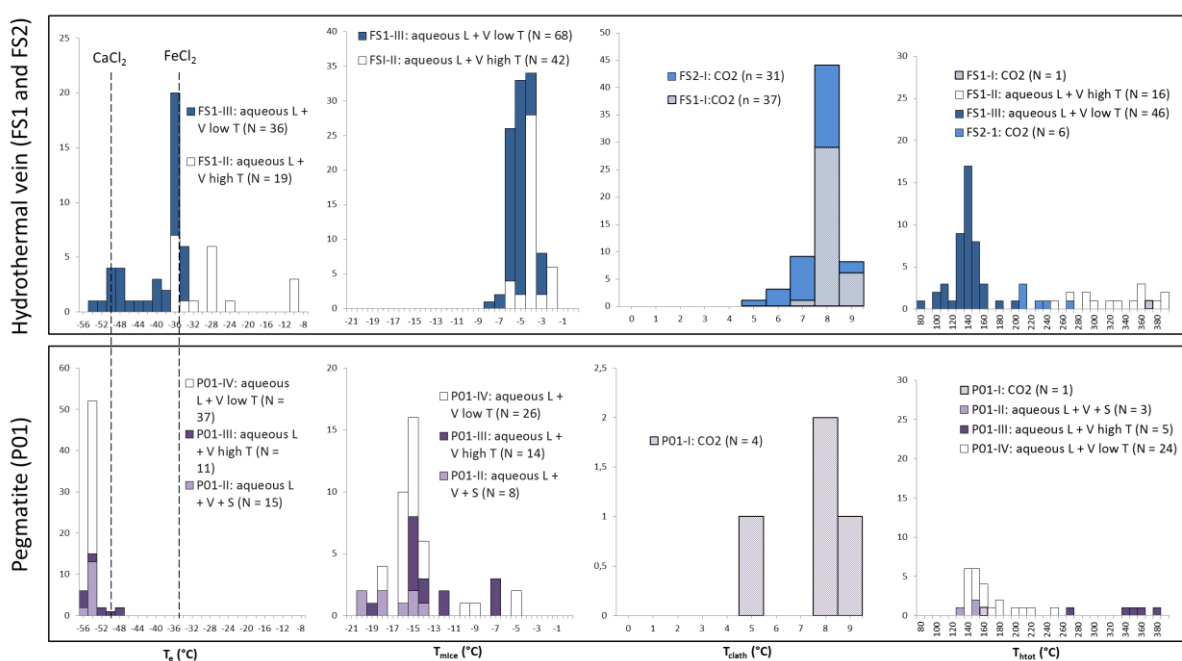 Hydrothermal vein (FS1 and FS2)
CaCl₂
FeCl₂
FS1-III: aqueous L +
V low T (N = 36)
FS1-II: aqueous L +
V high T (N = 19)
25
20
15
10
5
0
-56 -52 -48 -44 -40 -36 -32 -28 -24 -20 -16 -12 -8
FS1-III: aqueous L + V low T (N = 68)
FSI-II: aqueous L + V high T (N = 42)
40
35
30
25
20
15
10
5
0
-21 -19 -17 -15 -13 -11 -9 -7 -5 -3 -1
FS2-I: CO2 (n = 31)
FS1-I:CO2 (n = 37)
50
45
40
35
30
25
20
15
10
5
0
0 1 2 3 4 5 6 7 8 9
FS1-I: CO2 (N = 1)
FS1-II: aqueous L + V high T (N = 16)
FS1-III: aqueous L + V low T (N = 46)
FS2-1: CO2 (N = 6)
30
25
20
15
10
5
0
80 100 120 140 160 180 200 220 240 260 280 300 320 340 360 380
Pegmatite (P01)
P01-IV: aqueous
L + V low T (N =
37)
P01-III: aqueous L
+ V high T (N =
11)
P01-II: aqueous L
+ V + S (N = 15)
60
50
40
30
20
10
0
-56 -52 -48 -44 -40 -36 -32 -28 -24 -20 -16 -12 -8
Tₑ (°C)
P01-IV: aqueous L +
V low T (N = 26)
P01-III: aqueous L +
V high T (N = 14)
P01-II: aqueous L +
V + S (N = 8)
20
15
10
5
0
-21 -19 -17 -15 -13 -11 -9 -7 -5 -3 -1
TmIce (°C)
P01-I: CO2 (N = 4)
2,5
2
1,5
1
0,5
0
0 1 2 3 4 5 6 7 8 9
Tclath (°C)
P01-I: CO2 (N = 1)
P01-II: aqueous L + V + S (N = 3)
P01-III: aqueous L + V high T (N = 5)
P01-IV: aqueous L + V low T (N = 24)
30
25
20
15
10
5
0
80 100 120 140 160 180 200 220 240 260 280 300 320 340 360 380
Thtot (°C)